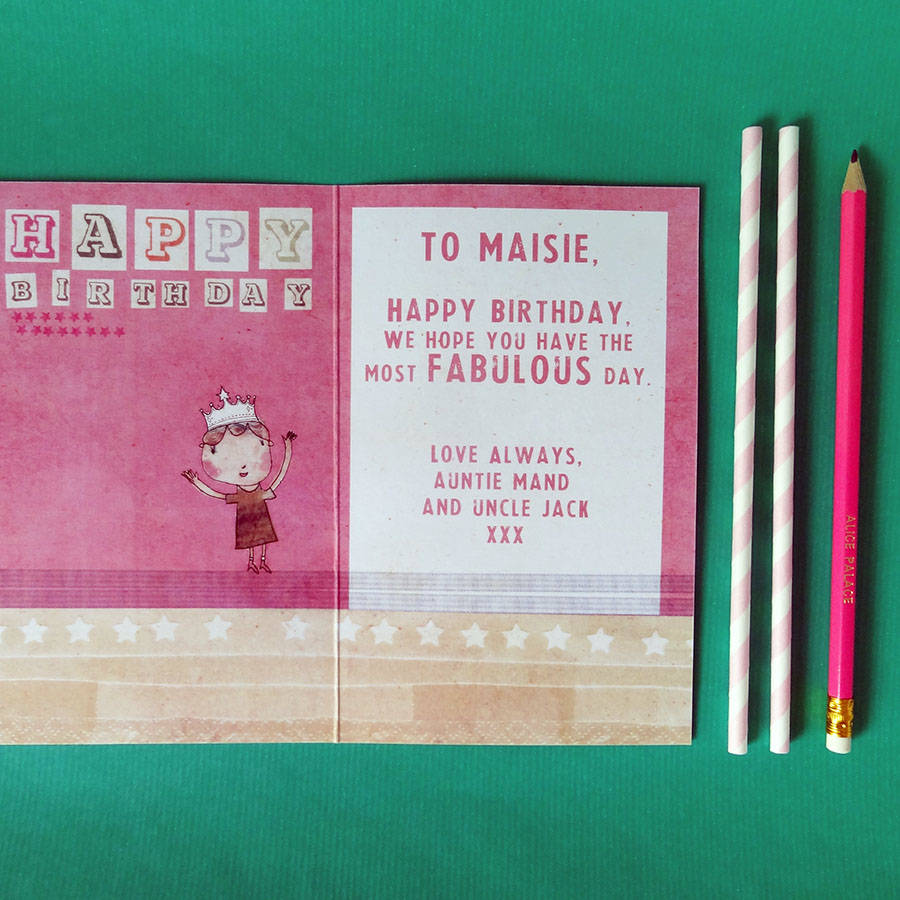 HAPPY
BIRTHDAY
TO MAISIE,
HAPPY BIRTHDAY,
WE HOPE YOU HAVE THE
MOST FABULOUS DAY.
LOVE ALWAYS,
AUNTIE MAND
AND UNCLE JACK
XXX
ALICE PALACE